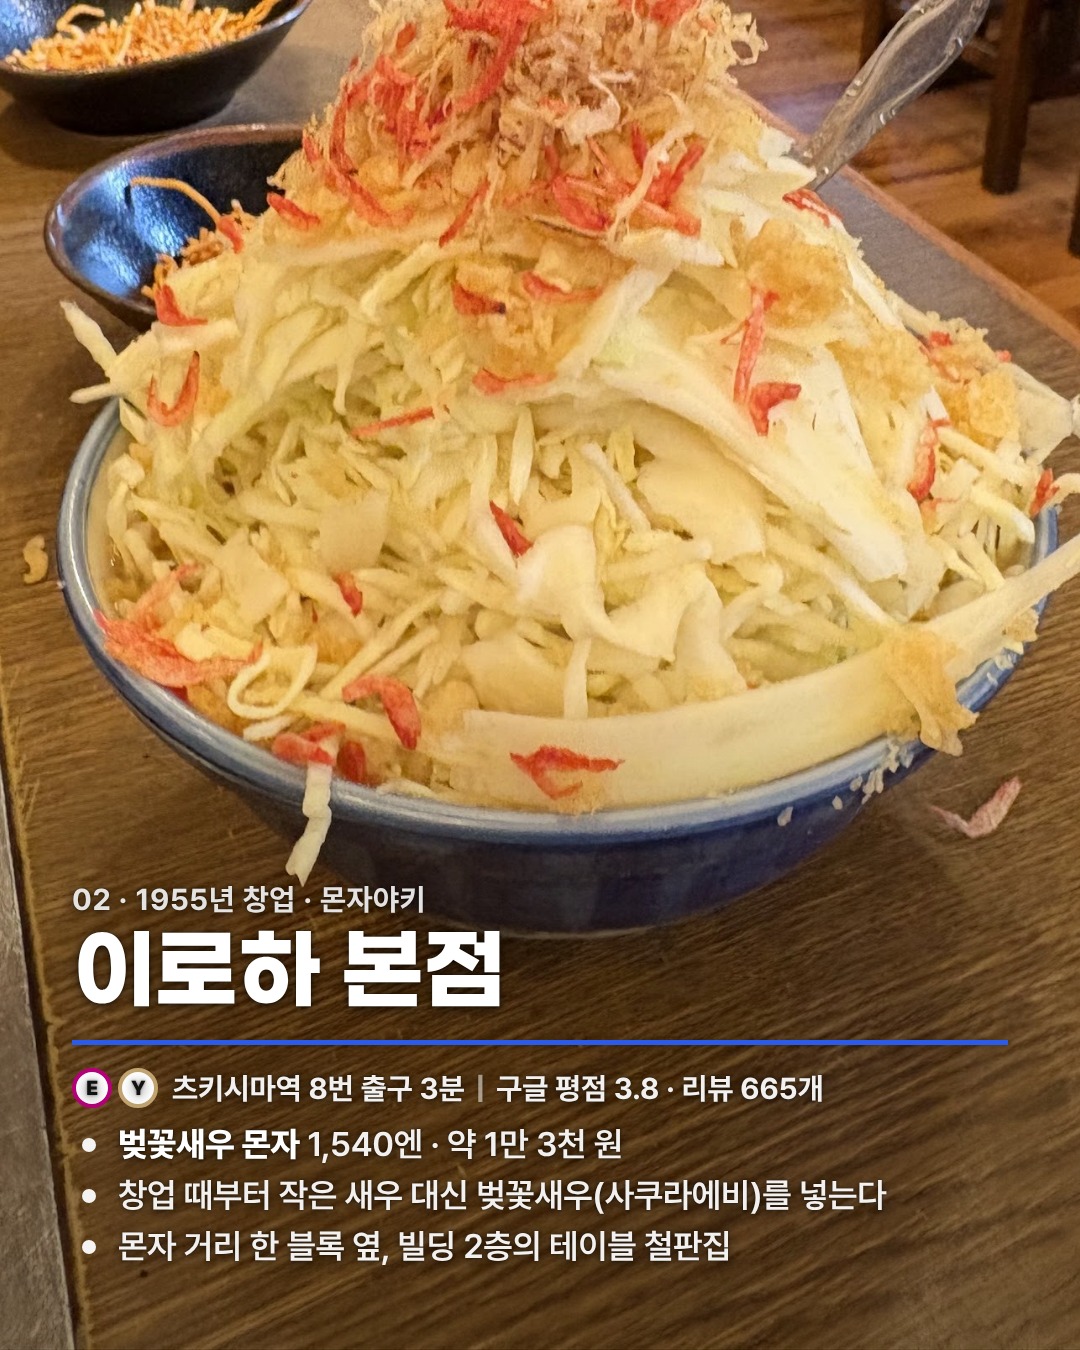 02 · 1955년 창업 · 몬자야키
이로하 본점
E Y 츠키시마역 8번 출구 3분 | 구글 평점 3.8 · 리뷰 665개
• 벚꽃새우 몬자 1,540엔 · 약 1만 3천 원
• 창업 때부터 작은 새우 대신 벚꽃새우(사쿠라에비)를 넣는다
• 몬자 거리 한 블록 옆, 빌딩 2층의 테이블 철판집